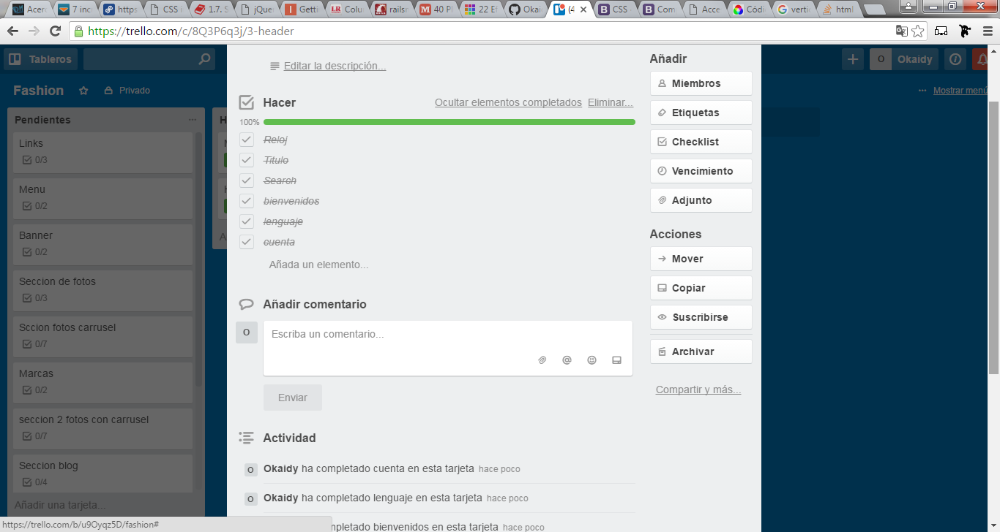 Acerc
7 inci
https
CSS i
1.7. S
jQue
Getti
Colu
railsr
40 Pl
22 Ef
Okai
(4
CSS
Com
Acce
Códi
verti
html
https://trello.com/c/8Q3P6q3j/3-header
Tableros
O Okaidy
Fashion
Privado
Mostrar menú
Pendientes
Links
0/3
Menu
0/2
Banner
0/2
Seccion de fotos
0/3
Sccion fotos carrusel
0/7
Marcas
0/2
seccion 2 fotos con carrusel
0/7
Seccion blog
0/4
Añadir una tarjeta...
Editar la descripción...
Hacer
Ocultar elementos completados Eliminar...
100%
Reloj
Titulo
Search
bienvenidos
lenguaje
cuenta
Añada un elemento...
Añadir comentario
O
Escriba un comentario...
Enviar
Actividad
O Okaidy ha completado cuenta en esta tarjeta hace poco
O Okaidy ha completado lenguaje en esta tarjeta hace poco
mpletado bienvenidos en esta tarjeta hace poco
Añadir
Miembros
Etiquetas
Checklist
Vencimiento
Adjunto
Acciones
Mover
Copiar
Suscribirse
Archivar
Compartir y más...
https://trello.com/b/u9Oyqz5D/fashion#